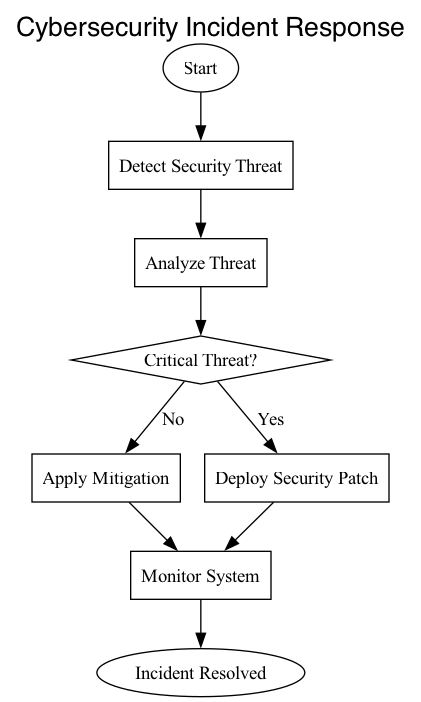 Cybersecurity Incident Response
Start
Detect Security Threat
Analyze Threat
Critical Threat?
No
Yes
Apply Mitigation
Deploy Security Patch
Monitor System
Incident Resolved